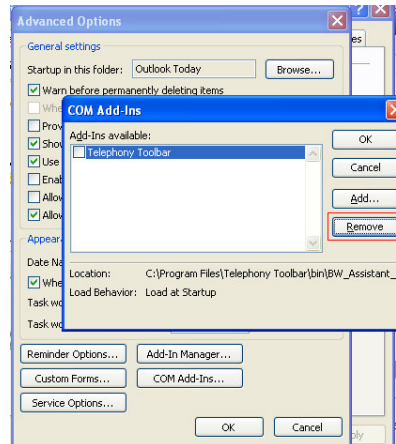 Advanced Options
General settings
Startup in this folder: Outlook Today Browse...
Warn before permanently deleting items
COM Add-Ins
Add-Ins available:
Telephony Toolbar
OK
Cancel
Add...
Remove
Location: C:\Program Files\Telephony Toolbar\bin\BW_Assistant_
Load Behavior: Load at Startup
Use
Date Na
Task wo
Task wo
Reminder Options... Add-In Manager...
Custom Forms... COM Add-Ins...
Service Options...
OK Cancel